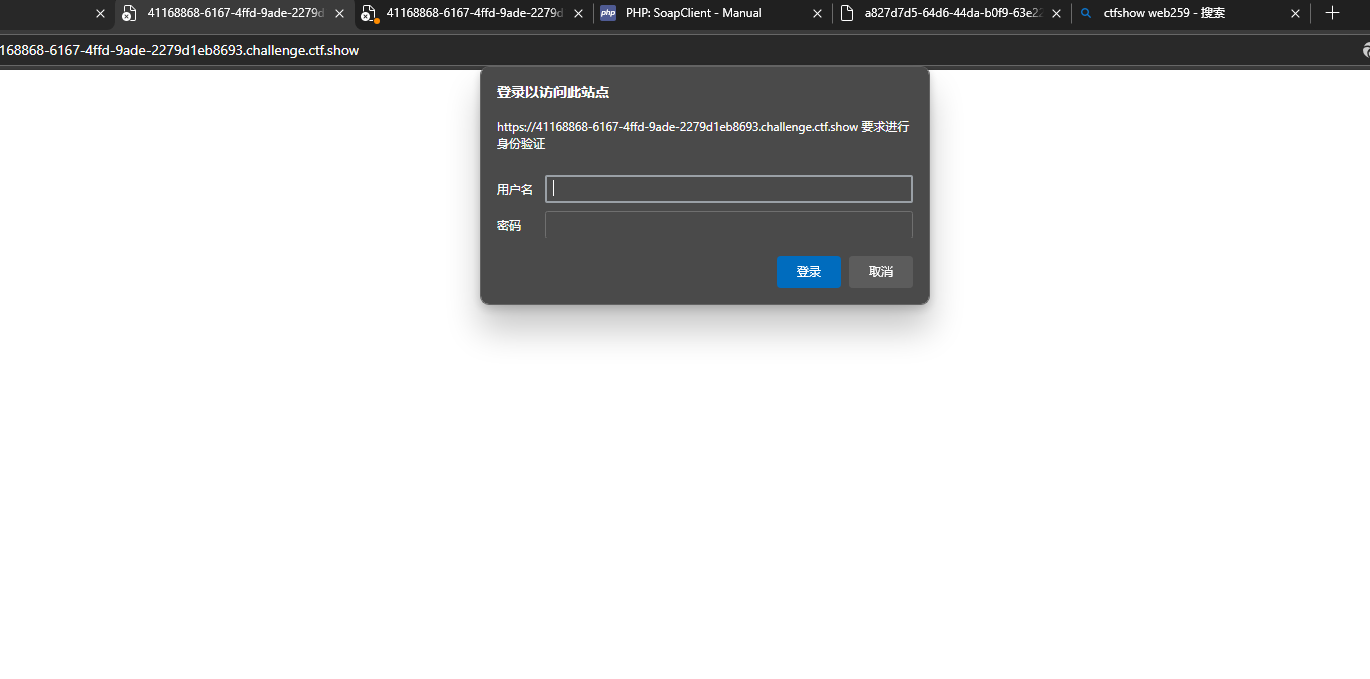 41168868-6167-4ffd-9ade-2279d
41168868-6167-4ffd-9ade-2279d
php PHP: SoapClient - Manual
a827d7d5-64d6-44da-b0f9-63e22
ctfshow web259 - 搜索
168868-6167-4ffd-9ade-2279d1eb8693.challenge.ctf.show
登录以访问此站点
https://41168868-6167-4ffd-9ade-2279d1eb8693.challenge.ctf.show 要求进行
身份验证
用户名
密码
登录 取消